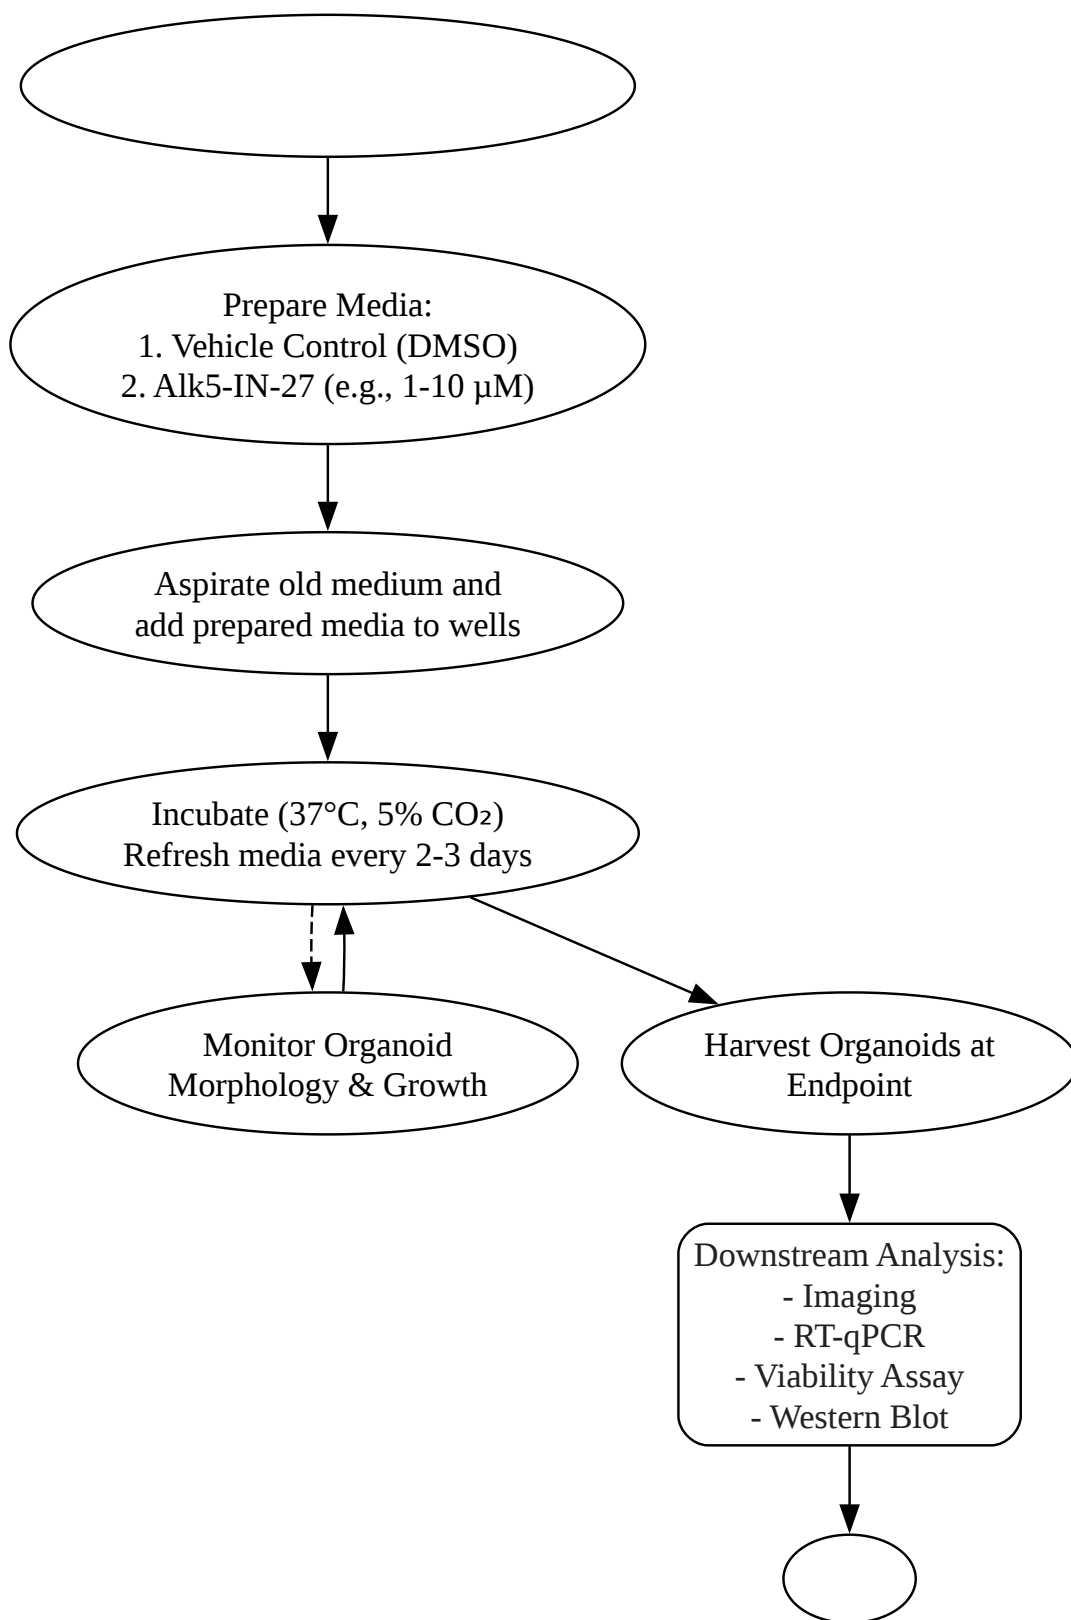 Prepare Media:
1. Vehicle Control (DMSO)
2. Alk5-IN-27 (e.g., 1-10 µM)
Aspirate old medium and
add prepared media to wells
Incubate (37°C, 5% CO₂)
Refresh media every 2-3 days
Monitor Organoid
Morphology & Growth
Harvest Organoids at
Endpoint
Downstream Analysis:
- Imaging
- RT-qPCR
- Viability Assay
- Western Blot